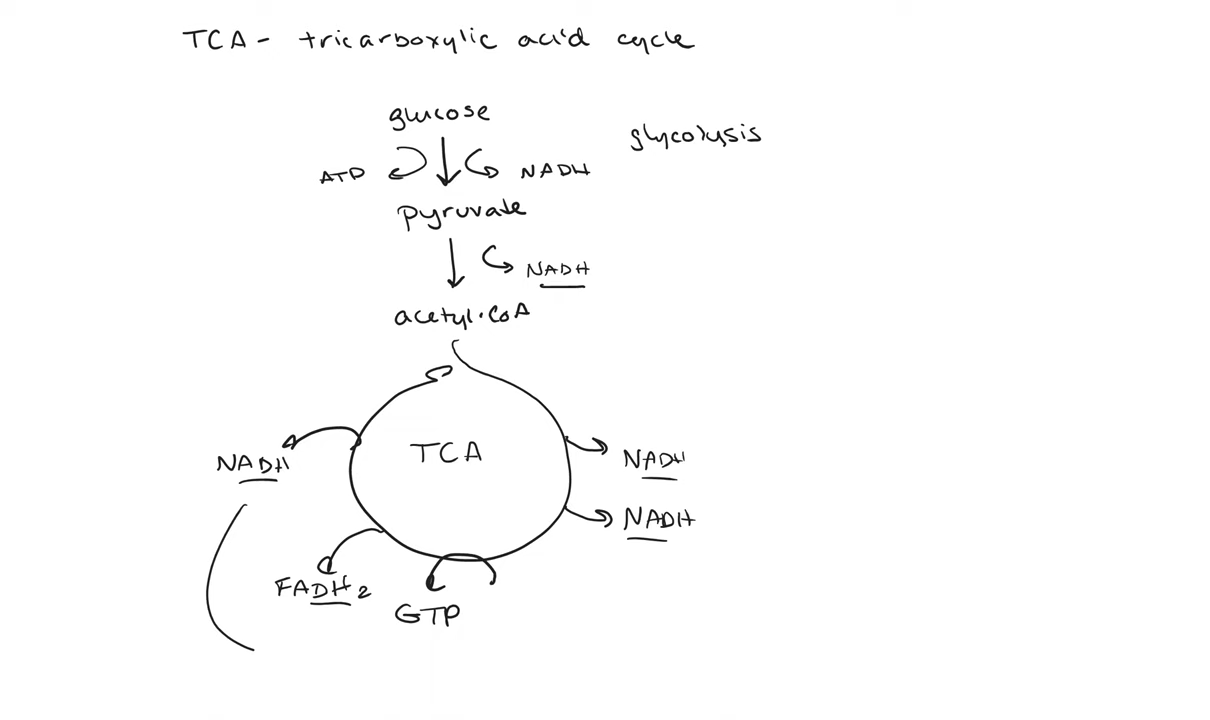 TCA - tricarboxylic acid cycle
glucose
glycolysis
ATP
NADH
pyruvate
NADH
acetyl·CoA
TCA
NADH
NADH
NADH
FADH2
GTP